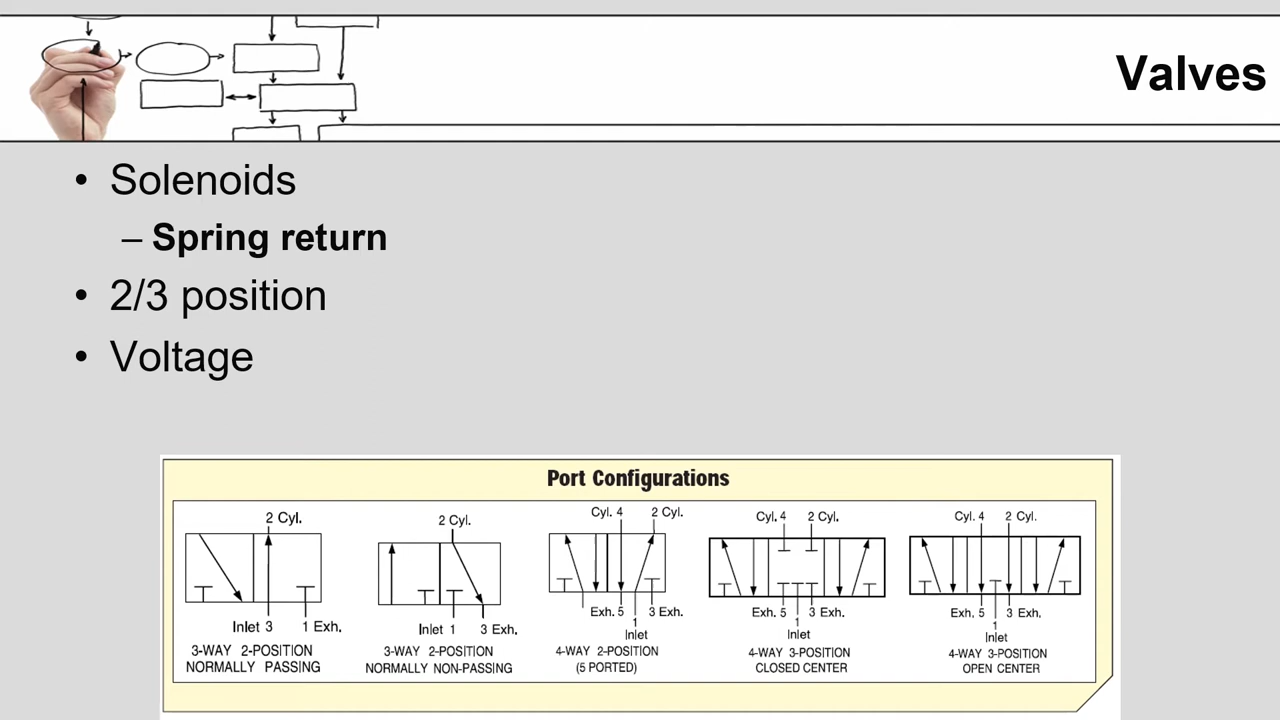 Valves
• Solenoids
– Spring return
• 2/3 position
• Voltage
Port Configurations
2 Cyl.
Inlet 3 1 Exh.
3-WAY 2-POSITION
NORMALLY PASSING
2 Cyl.
Inlet 1 3 Exh.
3-WAY 2-POSITION
NORMALLY NON-PASSING
Cyl. 4 2 Cyl.
Exh. 5 3 Exh.
1
Inlet
4-WAY 2-POSITION
(5 PORTED)
Cyl. 4 2 Cyl.
Exh. 5 3 Exh.
1
Inlet
4-WAY 3-POSITION
CLOSED CENTER
Cyl. 4 2 Cyl.
Exh. 5 3 Exh.
1
Inlet
4-WAY 3-POSITION
OPEN CENTER